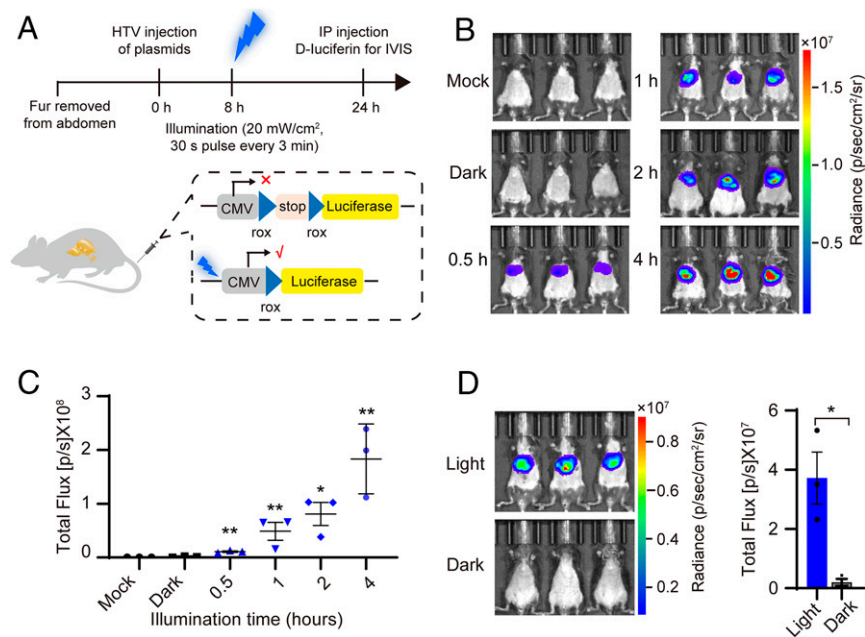 A
HTV injection
of plasmids
IP injection
D-luciferin for IVIS
Fur removed
from abdomen
0 h
8 h
24 h
Illumination (20 mW/cm², 30 s pulse every 3 min)
CMV
×
stop
Luciferase
rox
rox
√
CMV
Luciferase
rox
B
Mock
Dark
0.5 h
1 h
2 h
4 h
×10⁷
1.5
1.0
0.5
Radiance (p/sec/cm²/sr)
C
Total Flux [p/s]X10⁸
3
2
1
0
**
**
*
**
Mock
Dark
0.5
1
2
4
Illumination time (hours)
D
Light
Dark
×10⁷
0.8
0.6
0.4
0.2
Radiance (p/sec/cm²/sr)
Total Flux [p/s]X10⁷
6
4
2
0
*
Light
Dark